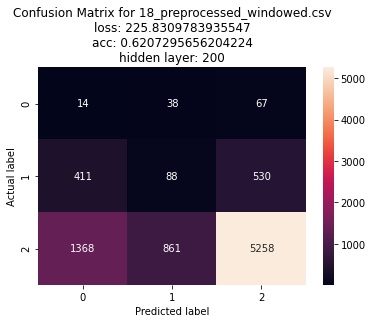 Confusion Matrix for 18_preprocessed_windowed.csv
loss: 225.8309783935547
acc: 0.6207295656204224
hidden layer: 200
Actual label
0
14 38 67
1
411 88 530
2
1368 861 5258
0 1 2
Predicted label
5000
4000
3000
2000
1000